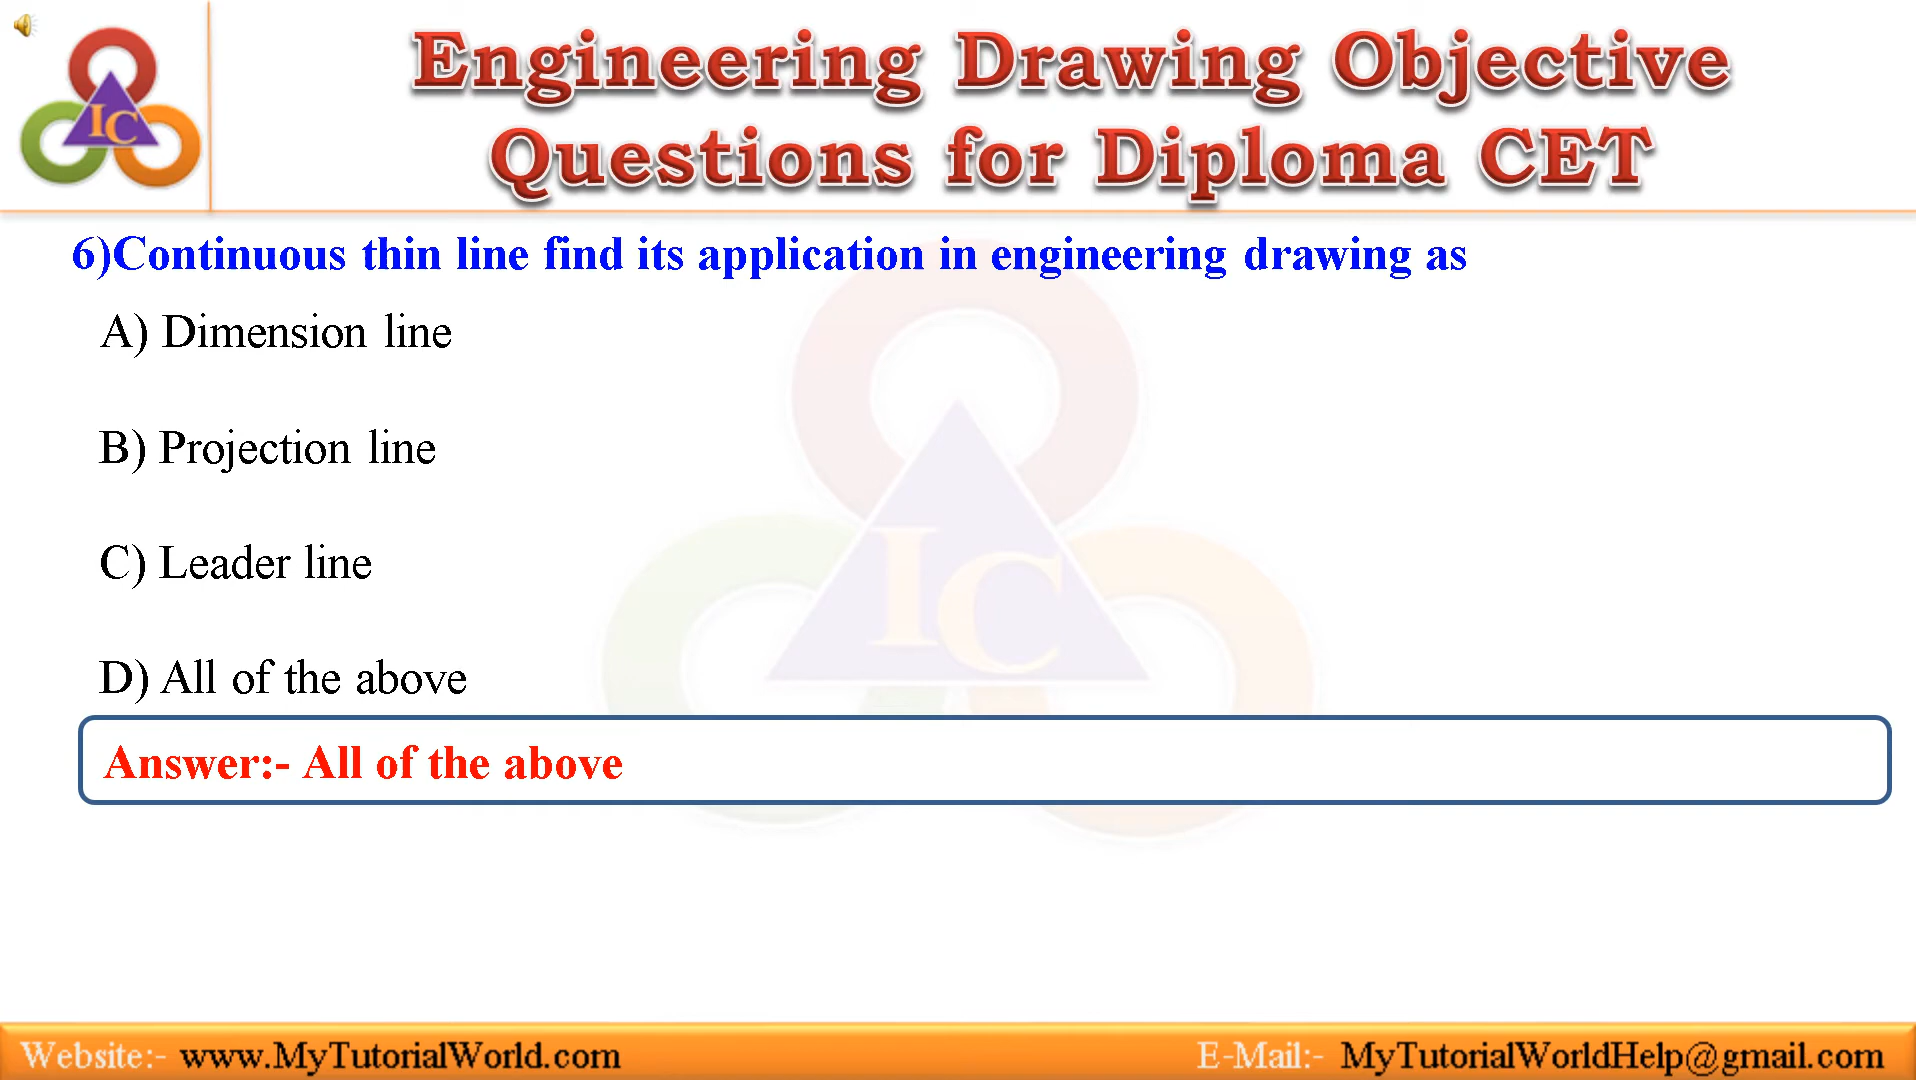 IC
Engineering Drawing Objective
Questions for Diploma CET
6)Continuous thin line find its application in engineering drawing as
A) Dimension line
B) Projection line
C) Leader line
D) All of the above
IC
Answer:- All of the above
Website:- www.MyTutorialWorld.com
E-Mail:- MyTutorialWorldHelp@gmail.com